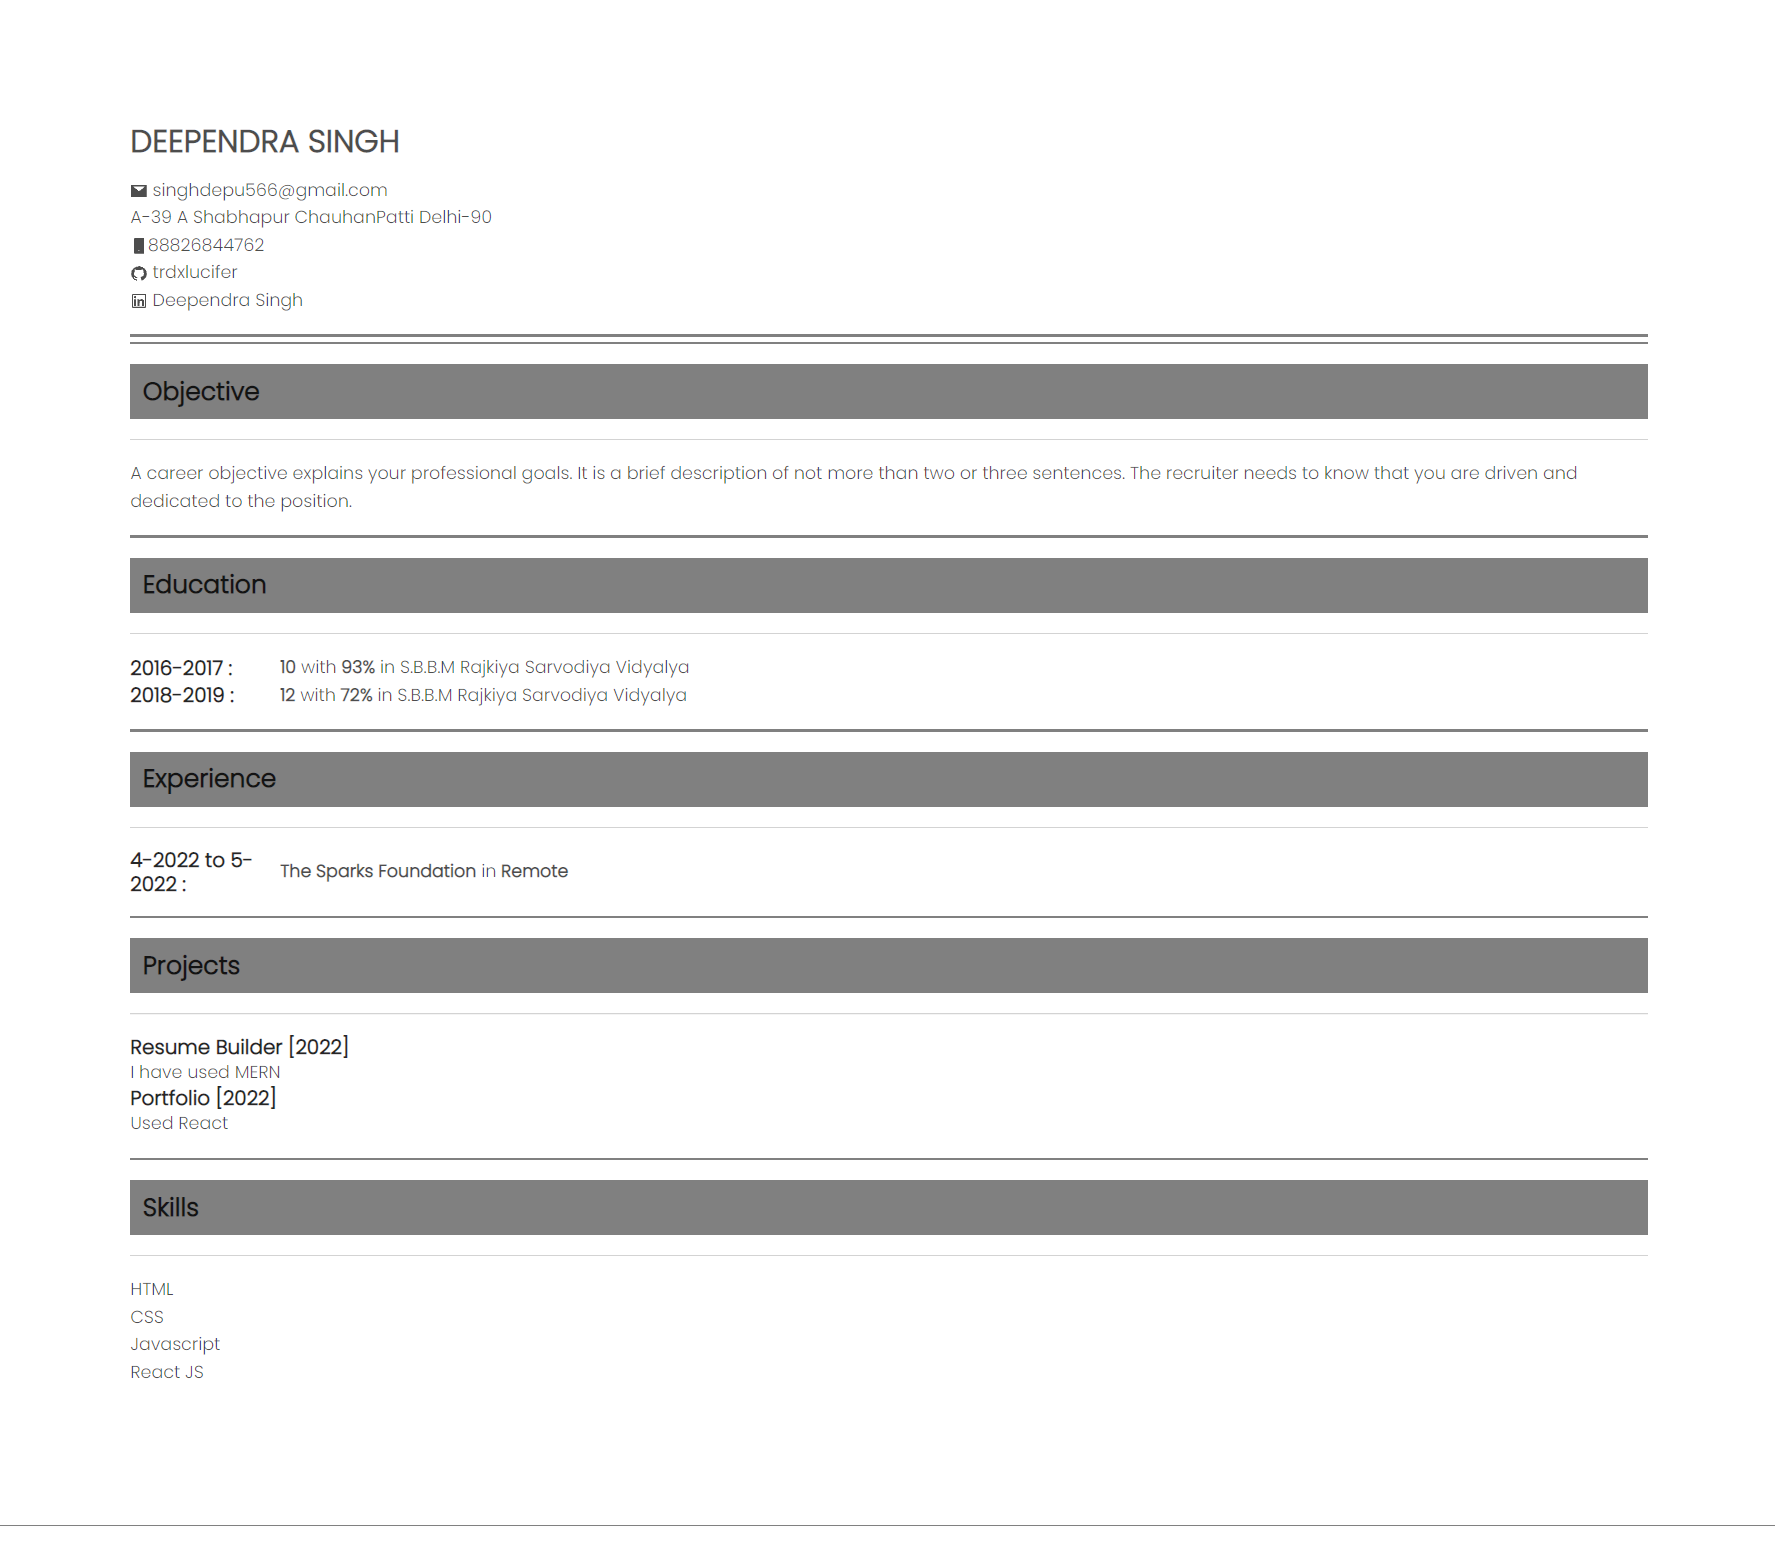 DEEPENDRA SINGH
singhdepu566@gmail.com
A-39 A Shabhapur ChauhanPatti Delhi-90
88826844762
trdxlucifer
Deependra Singh
Objective
A career objective explains your professional goals. It is a brief description of not more than two or three sentences. The recruiter needs to know that you are driven and
dedicated to the position.
Education
2016-2017 : 10 with 93% in S.B.B.M Rajkiya Sarvodiya Vidyalya
2018-2019 : 12 with 72% in S.B.B.M Rajkiya Sarvodiya Vidyalya
Experience
4-2022 to 5-
2022 :
The Sparks Foundation in Remote
Projects
Resume Builder [2022]
I have used MERN
Portfolio [2022]
Used React
Skills
HTML
CSS
Javascript
React JS